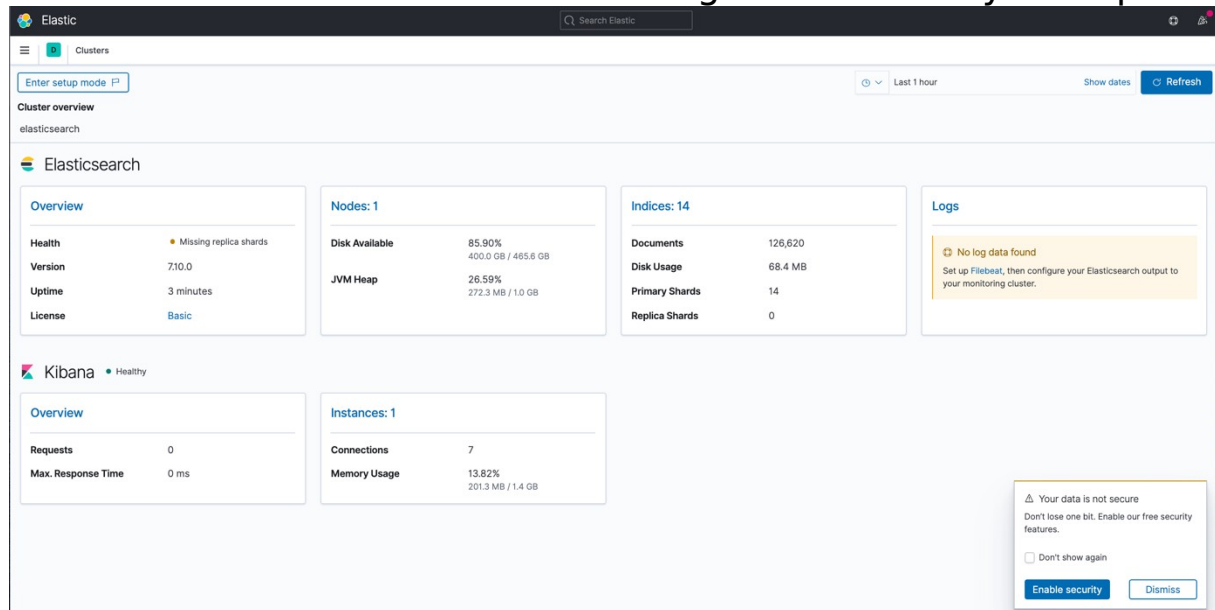 Elastic
Search Elastic
D
Clusters
Enter setup mode
Last 1 hour
Show dates
Refresh
Cluster overview
elasticsearch
Elasticsearch
Overview
Health Missing replica shards
Version 7.10.0
Uptime 3 minutes
License Basic
Nodes: 1
Disk Available 85.90%
400.0 GB / 465.6 GB
JVM Heap 26.59%
272.3 MB / 1.0 GB
Indices: 14
Documents 126,620
Disk Usage 68.4 MB
Primary Shards 14
Replica Shards 0
Logs
No log data found
Set up Filebeat, then configure your Elasticsearch output to
your monitoring cluster.
Kibana Healthy
Overview
Requests 0
Max. Response Time 0 ms
Instances: 1
Connections 7
Memory Usage 13.82%
201.3 MB / 1.4 GB
Your data is not secure
Don't lose one bit. Enable our free security
features.
Don't show again
Enable security
Dismiss